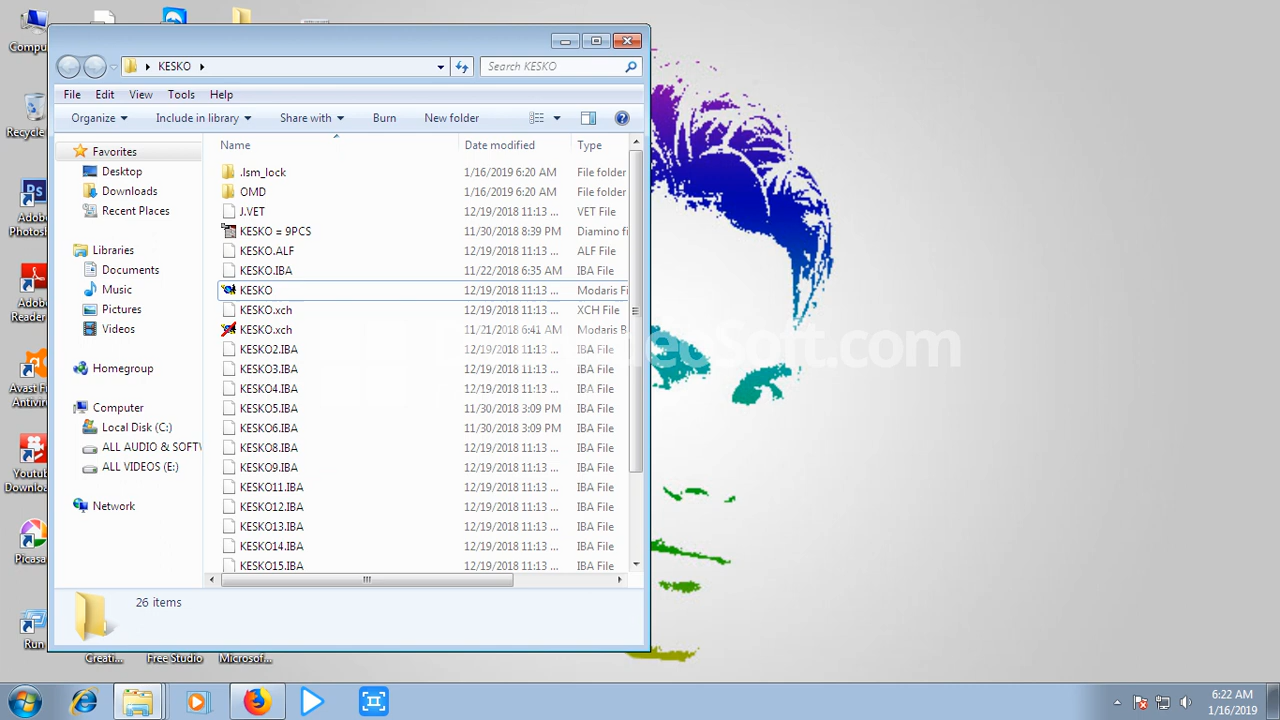 Compu
Recycle
Adob
Photosh
Adob
Reader
Avast Fr
Antiviru
Youtub
Downloa
Picasa
Run
Creati...
Free Studio
Microsof...
KESKO
Search KESKO
File Edit View Tools Help
Organize Include in library Share with Burn New folder
Favorites
Desktop
Downloads
Recent Places
Libraries
Documents
Music
Pictures
Videos
Homegroup
Computer
Local Disk (C:)
ALL AUDIO & SOFTW
ALL VIDEOS (E:)
Network
Name Date modified Type
.lsm_lock 1/16/2019 6:20 AM File folder
OMD 1/16/2019 6:20 AM File folder
J.VET 12/19/2018 11:13 ... VET File
KESKO = 9PCS 11/30/2018 8:39 PM Diamino fi
KESKO.ALF 12/19/2018 11:13 ... ALF File
KESKO.IBA 11/22/2018 6:35 AM IBA File
KESKO 12/19/2018 11:13 ... Modaris Fi
KESKO.xch 12/19/2018 11:13 ... XCH File
KESKO.xch 11/21/2018 6:41 AM Modaris B
KESKO2.IBA 12/19/2018 11:13 ... IBA File
KESKO3.IBA 12/19/2018 11:13 ... IBA File
KESKO4.IBA 12/19/2018 11:13 ... IBA File
KESKO5.IBA 11/30/2018 3:09 PM IBA File
KESKO6.IBA 11/30/2018 3:09 PM IBA File
KESKO8.IBA 12/19/2018 11:13 ... IBA File
KESKO9.IBA 12/19/2018 11:13 ... IBA File
KESKO11.IBA 12/19/2018 11:13 ... IBA File
KESKO12.IBA 12/19/2018 11:13 ... IBA File
KESKO13.IBA 12/19/2018 11:13 ... IBA File
KESKO14.IBA 12/19/2018 11:13 ... IBA File
KESKO15.IBA 12/19/2018 11:13 ... IBA File
26 items
6:22 AM
1/16/2019